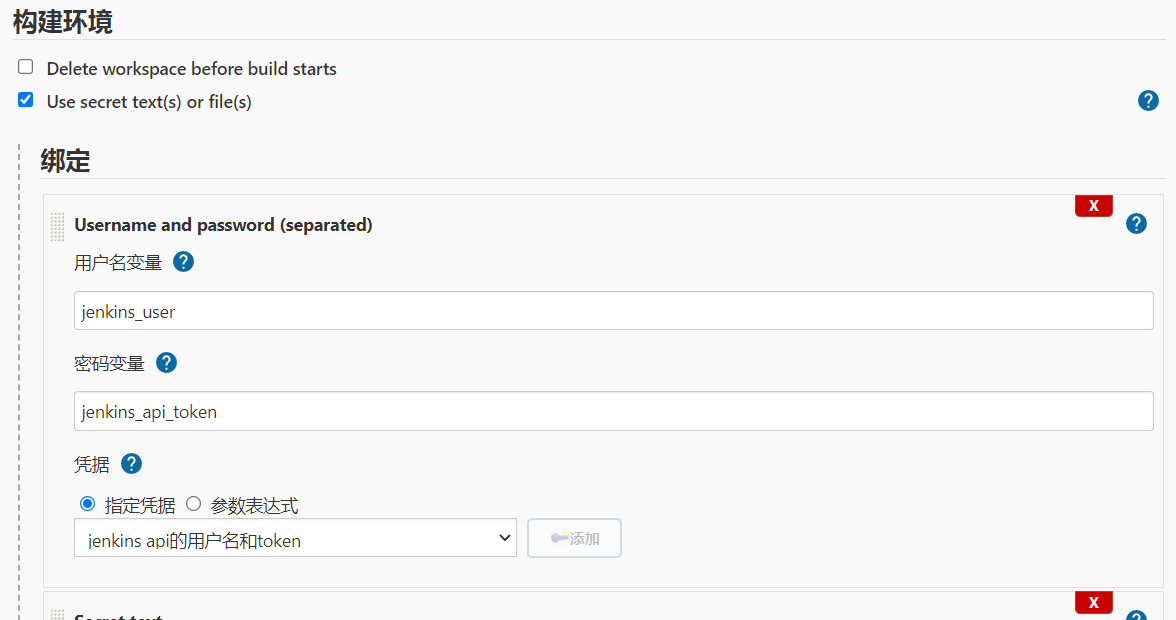 构建环境
Delete workspace before build starts
Use secret text(s) or file(s)
?
绑定
X
Username and password (separated)
?
用户名变量 ?
jenkins_user
密码变量 ?
jenkins_api_token
凭据 ?
指定凭据 参数表达式
jenkins api的用户名和token
添加
X
Secret text
?